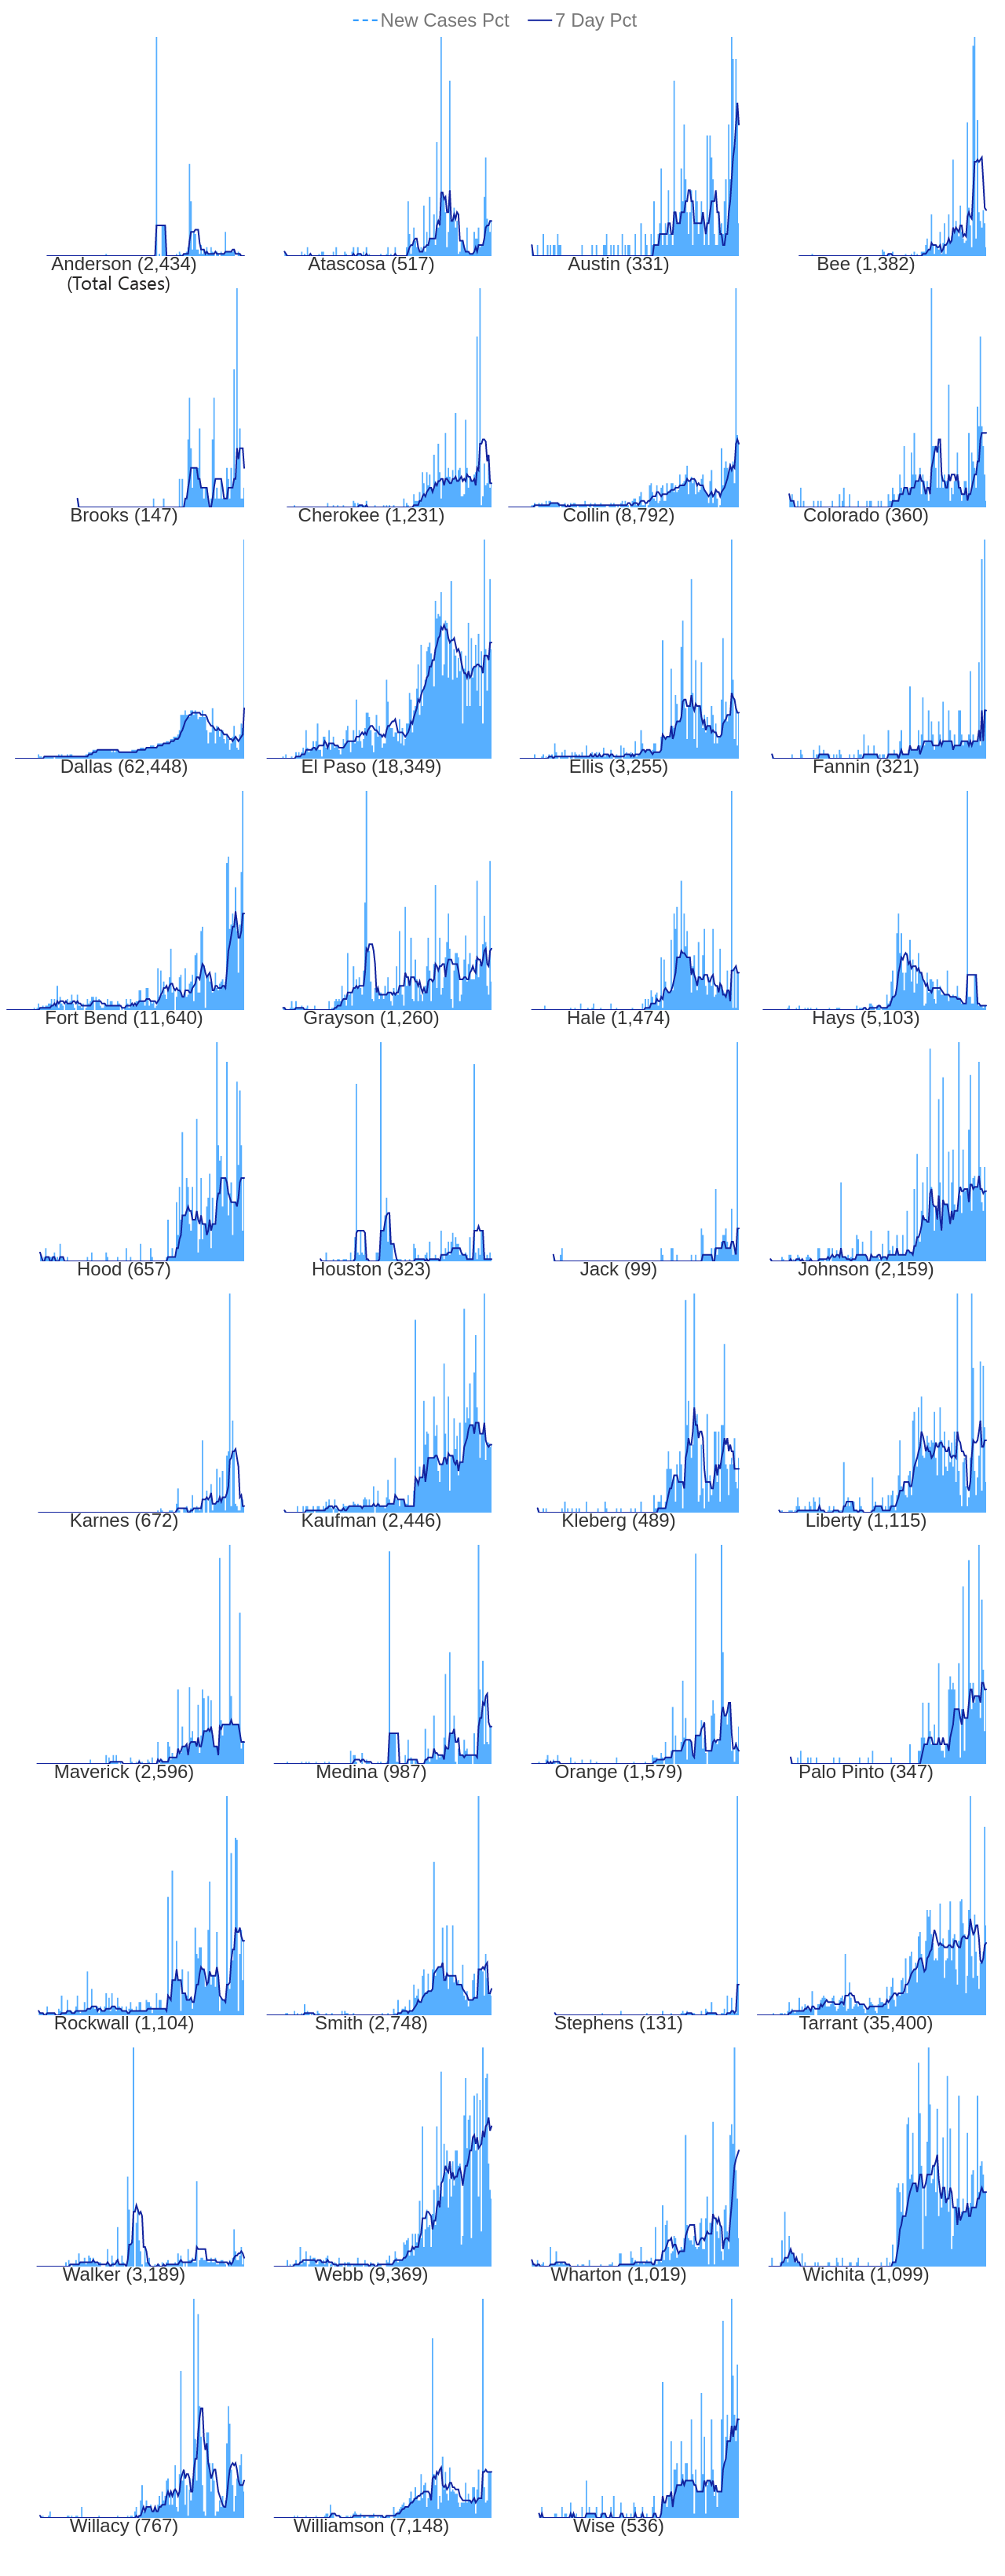 New Cases Pct 7 Day Pct
Anderson (2,434) Atascosa (517) Austin (331) Bee (1,382)
(Total Cases)
Brooks (147) Cherokee (1,231) Collin (8,792) Colorado (360)
Dallas (62,448) El Paso (18,349) Ellis (3,255) Fannin (321)
Fort Bend (11,640) Grayson (1,260) Hale (1,474) Hays (5,103)
Hood (657) Houston (323) Jack (99) Johnson (2,159)
Karnes (672) Kaufman (2,446) Kleberg (489) Liberty (1,115)
Maverick (2,596) Medina (987) Orange (1,579) Palo Pinto (347)
Rockwall (1,104) Smith (2,748) Stephens (131) Tarrant (35,400)
Walker (3,189) Webb (9,369) Wharton (1,019) Wichita (1,099)
Willacy (767) Williamson (7,148) Wise (536)